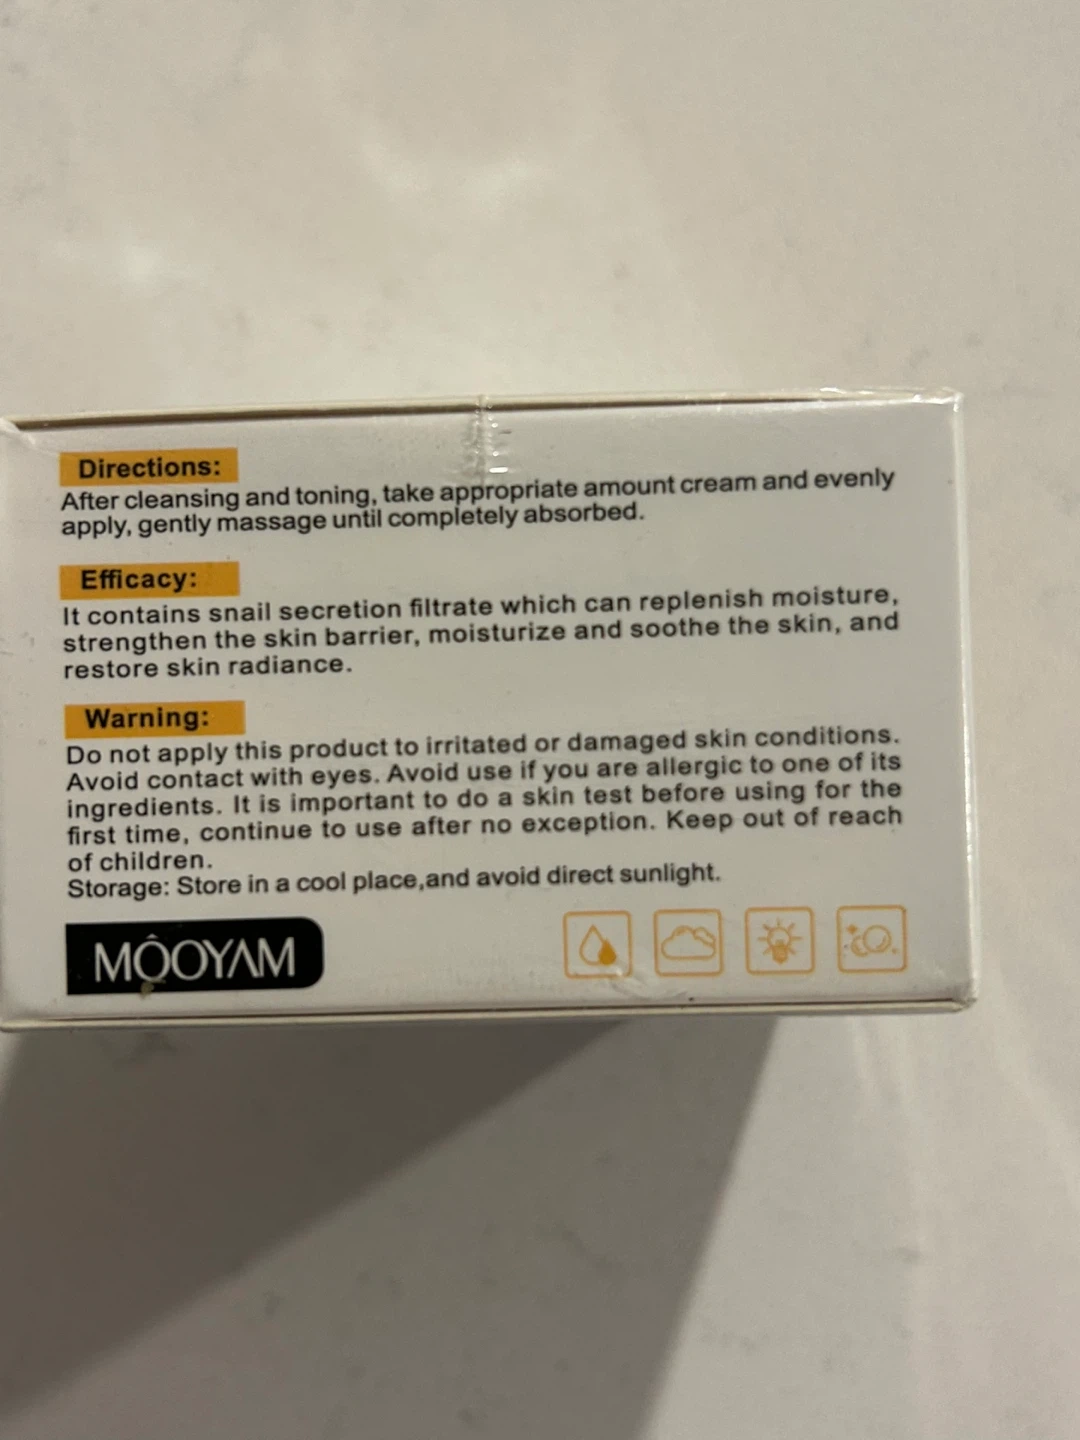 Directions:
After cleansing and toning, take appropriate amount cream and evenly
apply, gently massage until completely absorbed.
Efficacy:
It contains snail secretion filtrate which can replenish moisture,
strengthen the skin barrier, moisturize and soothe the skin, and
restore skin radiance.
Warning:
Do not apply this product to irritated or damaged skin conditions.
Avoid contact with eyes. Avoid use if you are allergic to one of its
ingredients. It is important to do a skin test before using for the
first time, continue to use after no exception. Keep out of reach
of children.
Storage: Store in a cool place,and avoid direct sunlight.
MÔOYAM